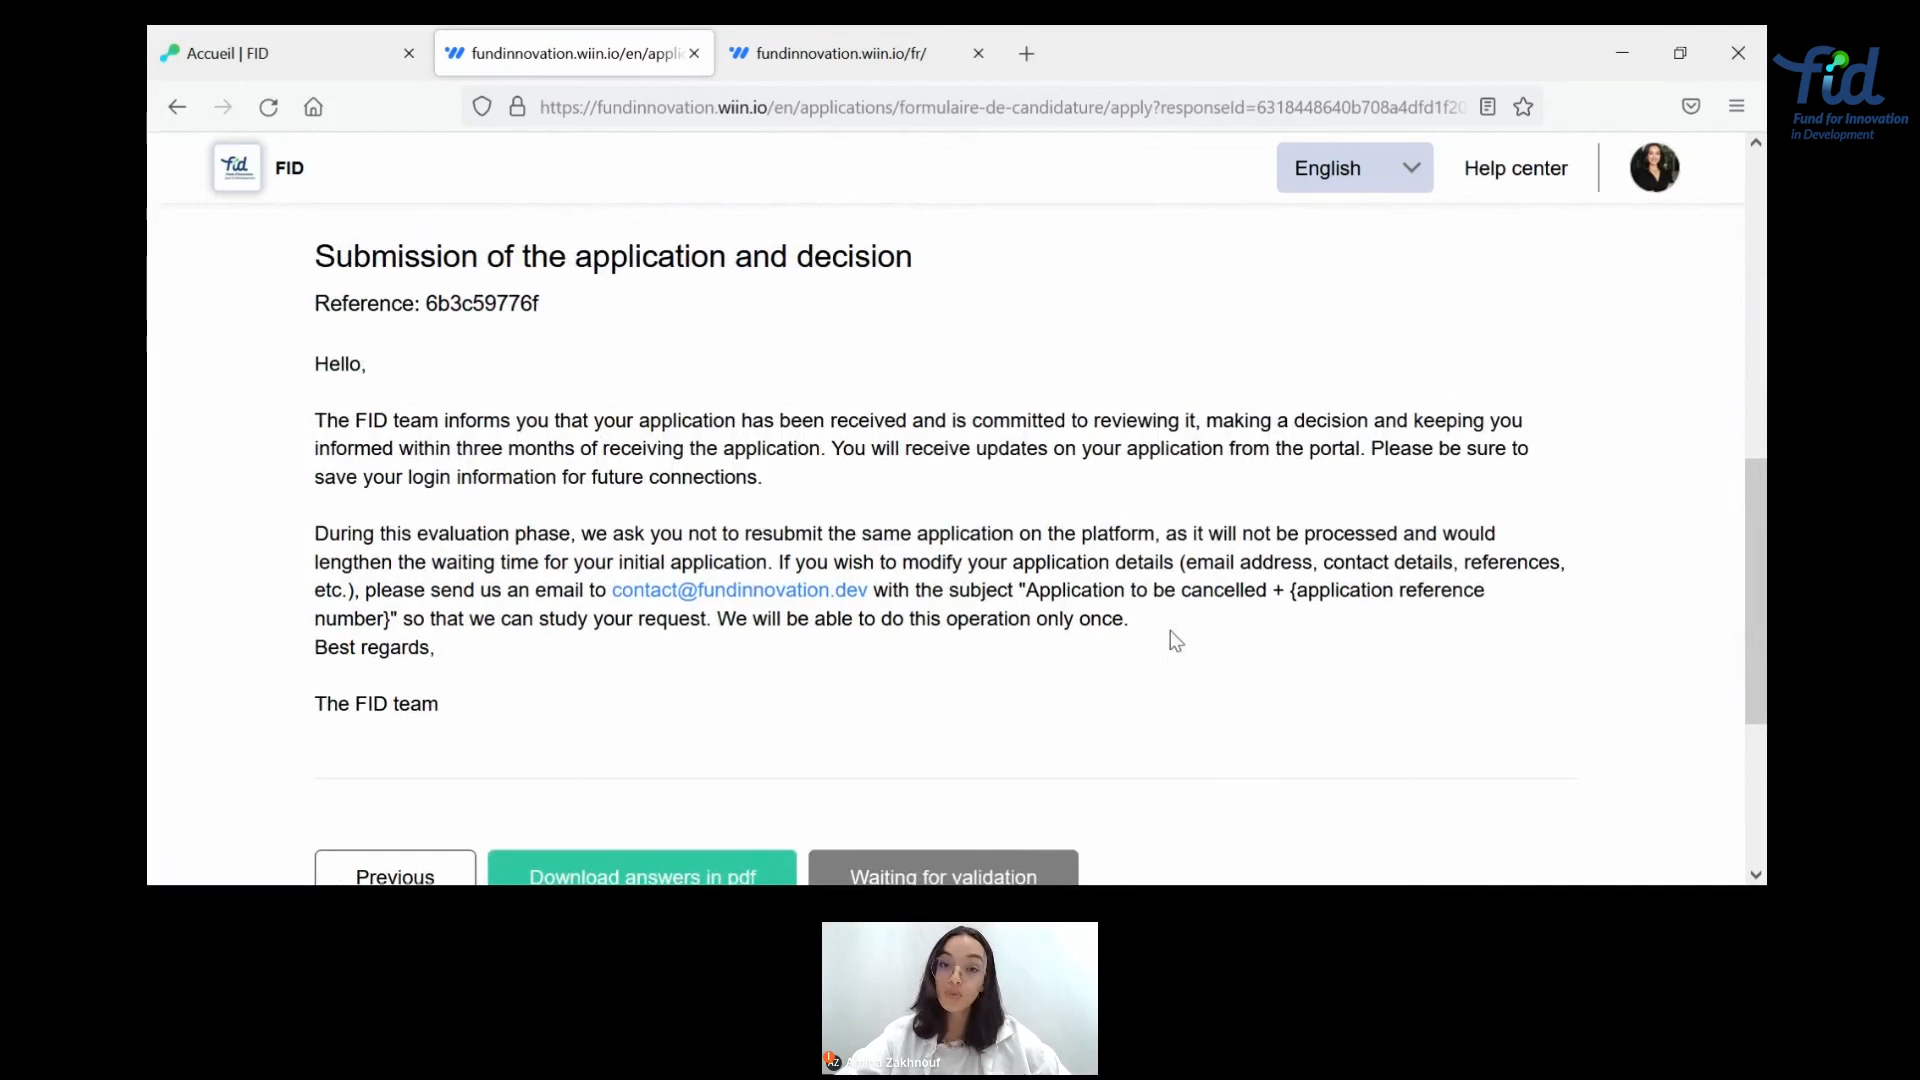 Accueil | FID
fundinnovation.wiin.io/en/appli
fundinnovation.wiin.io/fr/
https://fundinnovation.wiin.io/en/applications/formulaire-de-candidature/apply?responseId=6318448640b708a4dfd1f20
fid
Fund for Innovation
in Development
fid
FID
English
Help center
Submission of the application and decision
Reference: 6b3c59776f
Hello,
The FID team informs you that your application has been received and is committed to reviewing it, making a decision and keeping you
informed within three months of receiving the application. You will receive updates on your application from the portal. Please be sure to
save your login information for future connections.
During this evaluation phase, we ask you not to resubmit the same application on the platform, as it will not be processed and would
lengthen the waiting time for your initial application. If you wish to modify your application details (email address, contact details, references,
etc.), please send us an email to contact@fundinnovation.dev with the subject "Application to be cancelled + {application reference
number}" so that we can study your request. We will be able to do this operation only once.
Best regards,
The FID team
Previous
Download answers in pdf
Waiting for validation
AZ
Zakhnouf